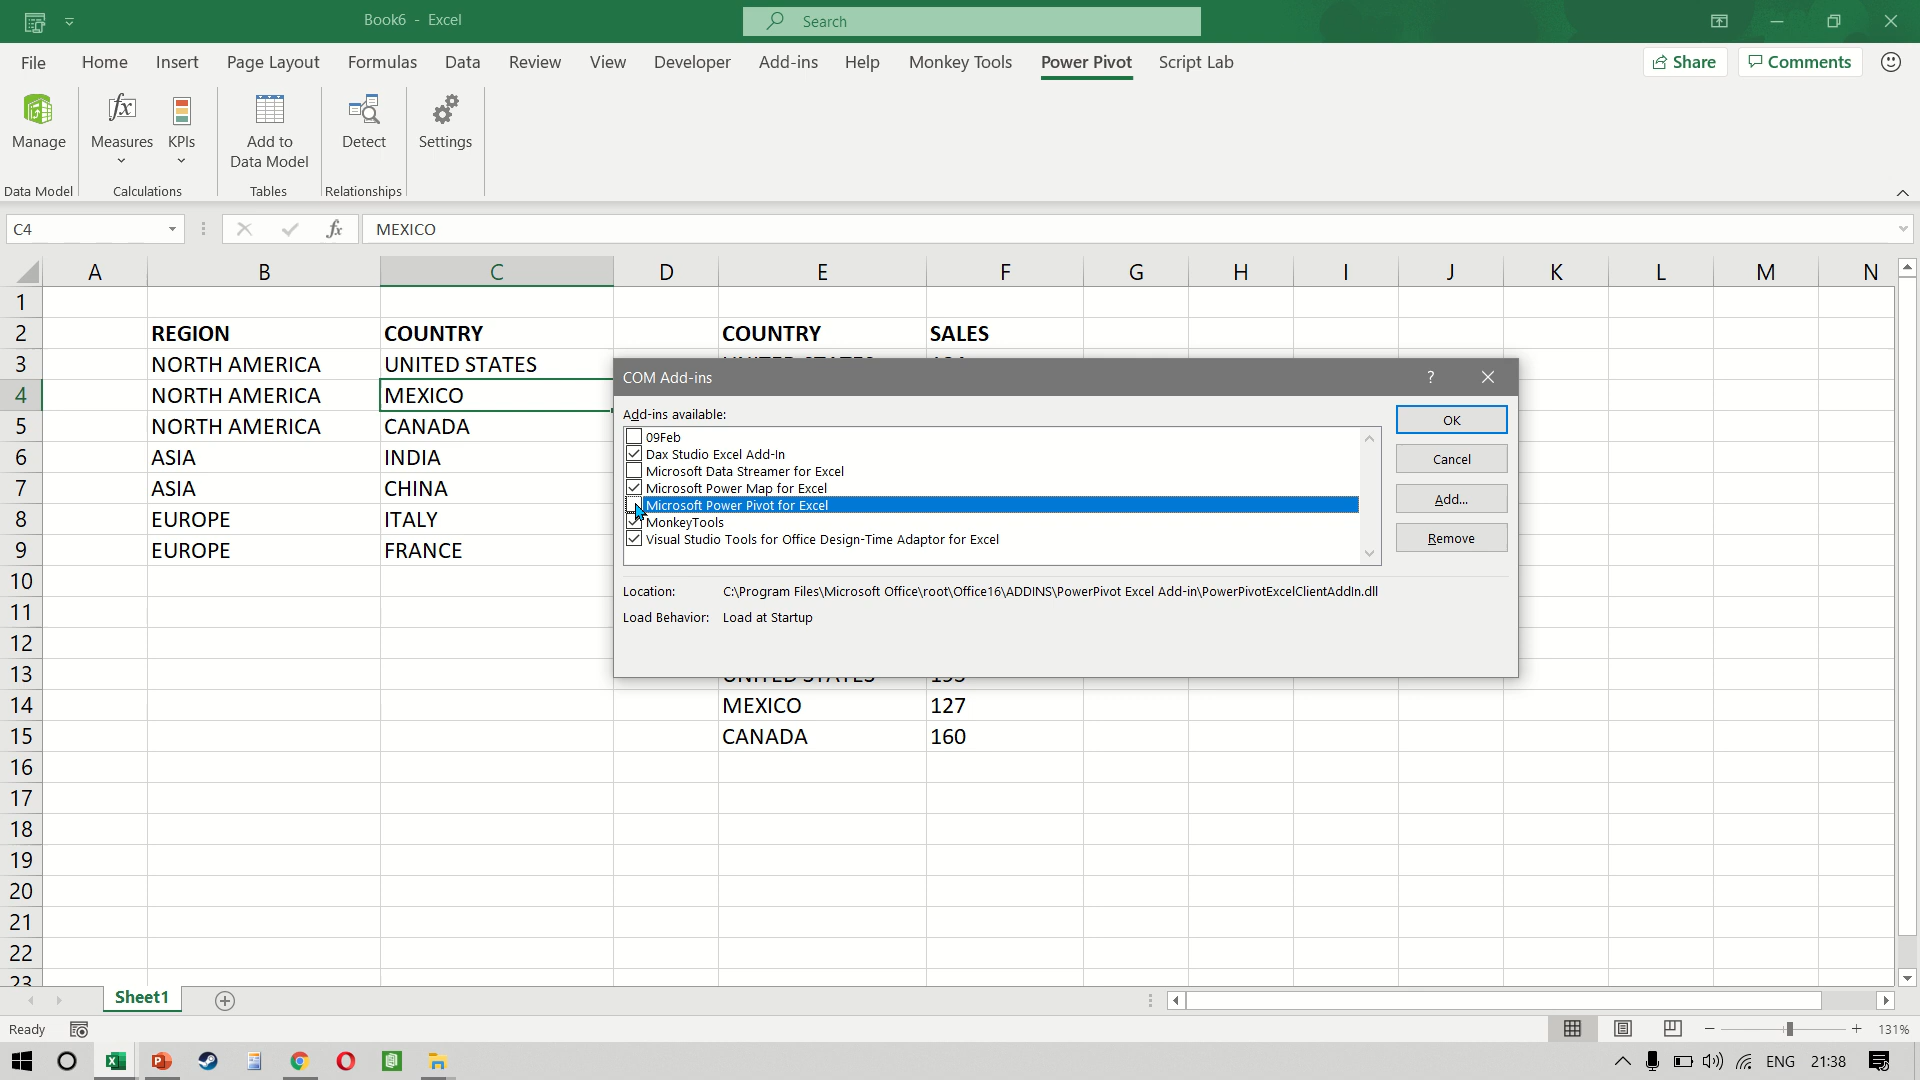 Book6 - Excel
Search
File Home Insert Page Layout Formulas Data Review View Developer Add-ins Help Monkey Tools Power Pivot Script Lab
Share Comments
Manage Measures KPIs Add to Data Model Detect Settings
Data Model Calculations Tables Relationships
C4 fx MEXICO
A B C D E F G H I J K L M N
1
2 REGION COUNTRY COUNTRY SALES
3 NORTH AMERICA UNITED STATES
4 NORTH AMERICA MEXICO
5 NORTH AMERICA CANADA
6 ASIA INDIA
7 ASIA CHINA
8 EUROPE ITALY
9 EUROPE FRANCE
10
11
12
13
14 MEXICO 127
15 CANADA 160
16
17
18
19
20
21
22
23
COM Add-ins ?
Add-ins available:
09Feb
Dax Studio Excel Add-In
Microsoft Data Streamer for Excel
Microsoft Power Map for Excel
Microsoft Power Pivot for Excel
MonkeyTools
Visual Studio Tools for Office Design-Time Adaptor for Excel
OK
Cancel
Add...
Remove
Location: C:\Program Files\Microsoft Office\root\Office16\ADDINS\PowerPivot Excel Add-in\PowerPivotExcelClientAddIn.dll
Load Behavior: Load at Startup
Sheet1
Ready 131%
ENG 21:38